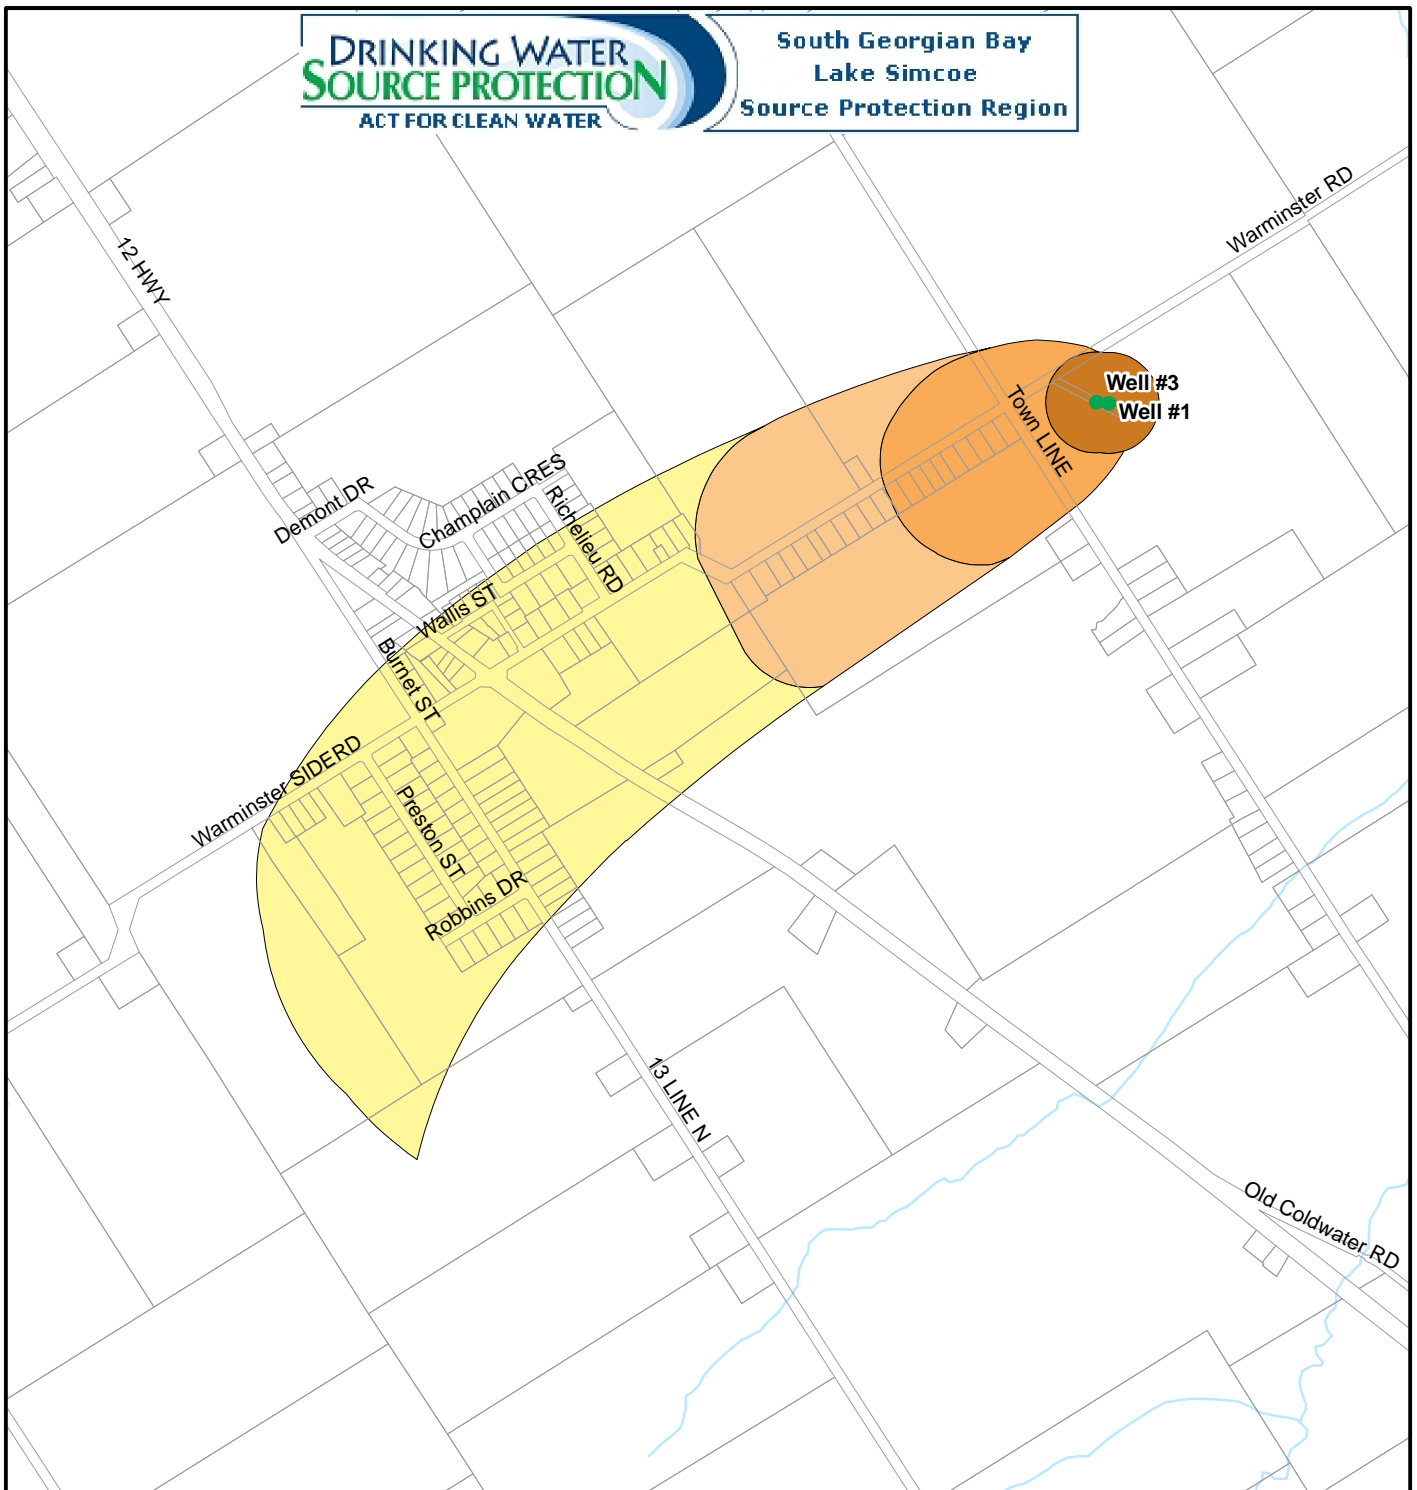 DRINKING WATER
SOURCE PROTECTION
ACT FOR CLEAN WATER
South Georgian Bay
Lake Simcoe
Source Protection Region
Warminster RD
12 HWY
Well #3
Well #1
Town LINE
Champlain CRES
Demont DR
Richelieu RD
Wallis ST
Burnet ST
Warminster SIDERD
Preston ST
Robbins DR
13 LINE N
Old Coldwater RD